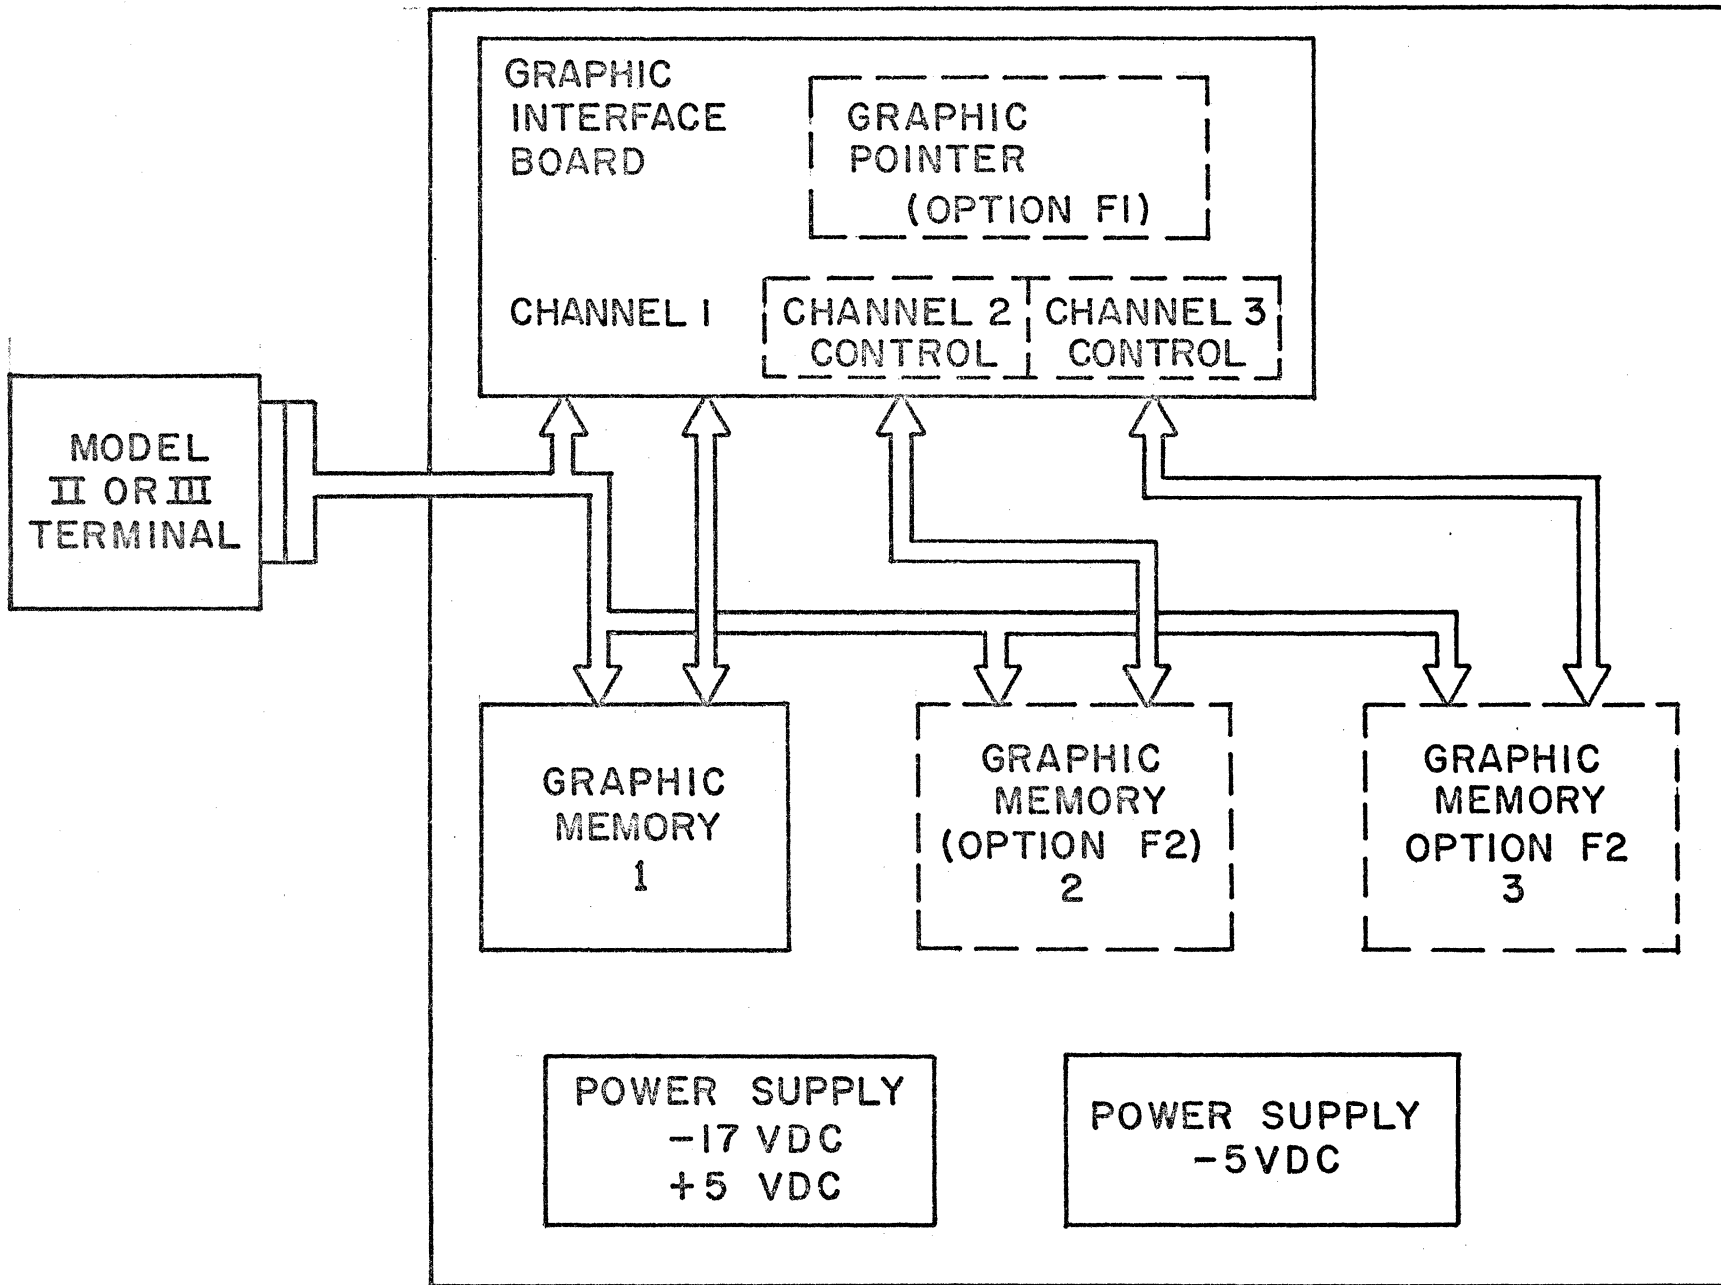 GRAPHIC
INTERFACE
BOARD
GRAPHIC
POINTER
(OPTION F1)
CHANNEL 1
CHANNEL 2
CONTROL
CHANNEL 3
CONTROL
MODEL
II OR III
TERMINAL
GRAPHIC
MEMORY
1
GRAPHIC
MEMORY
(OPTION F2)
2
GRAPHIC
MEMORY
OPTION F2
3
POWER SUPPLY
-17 VDC
+5 VDC
POWER SUPPLY
-5VDC